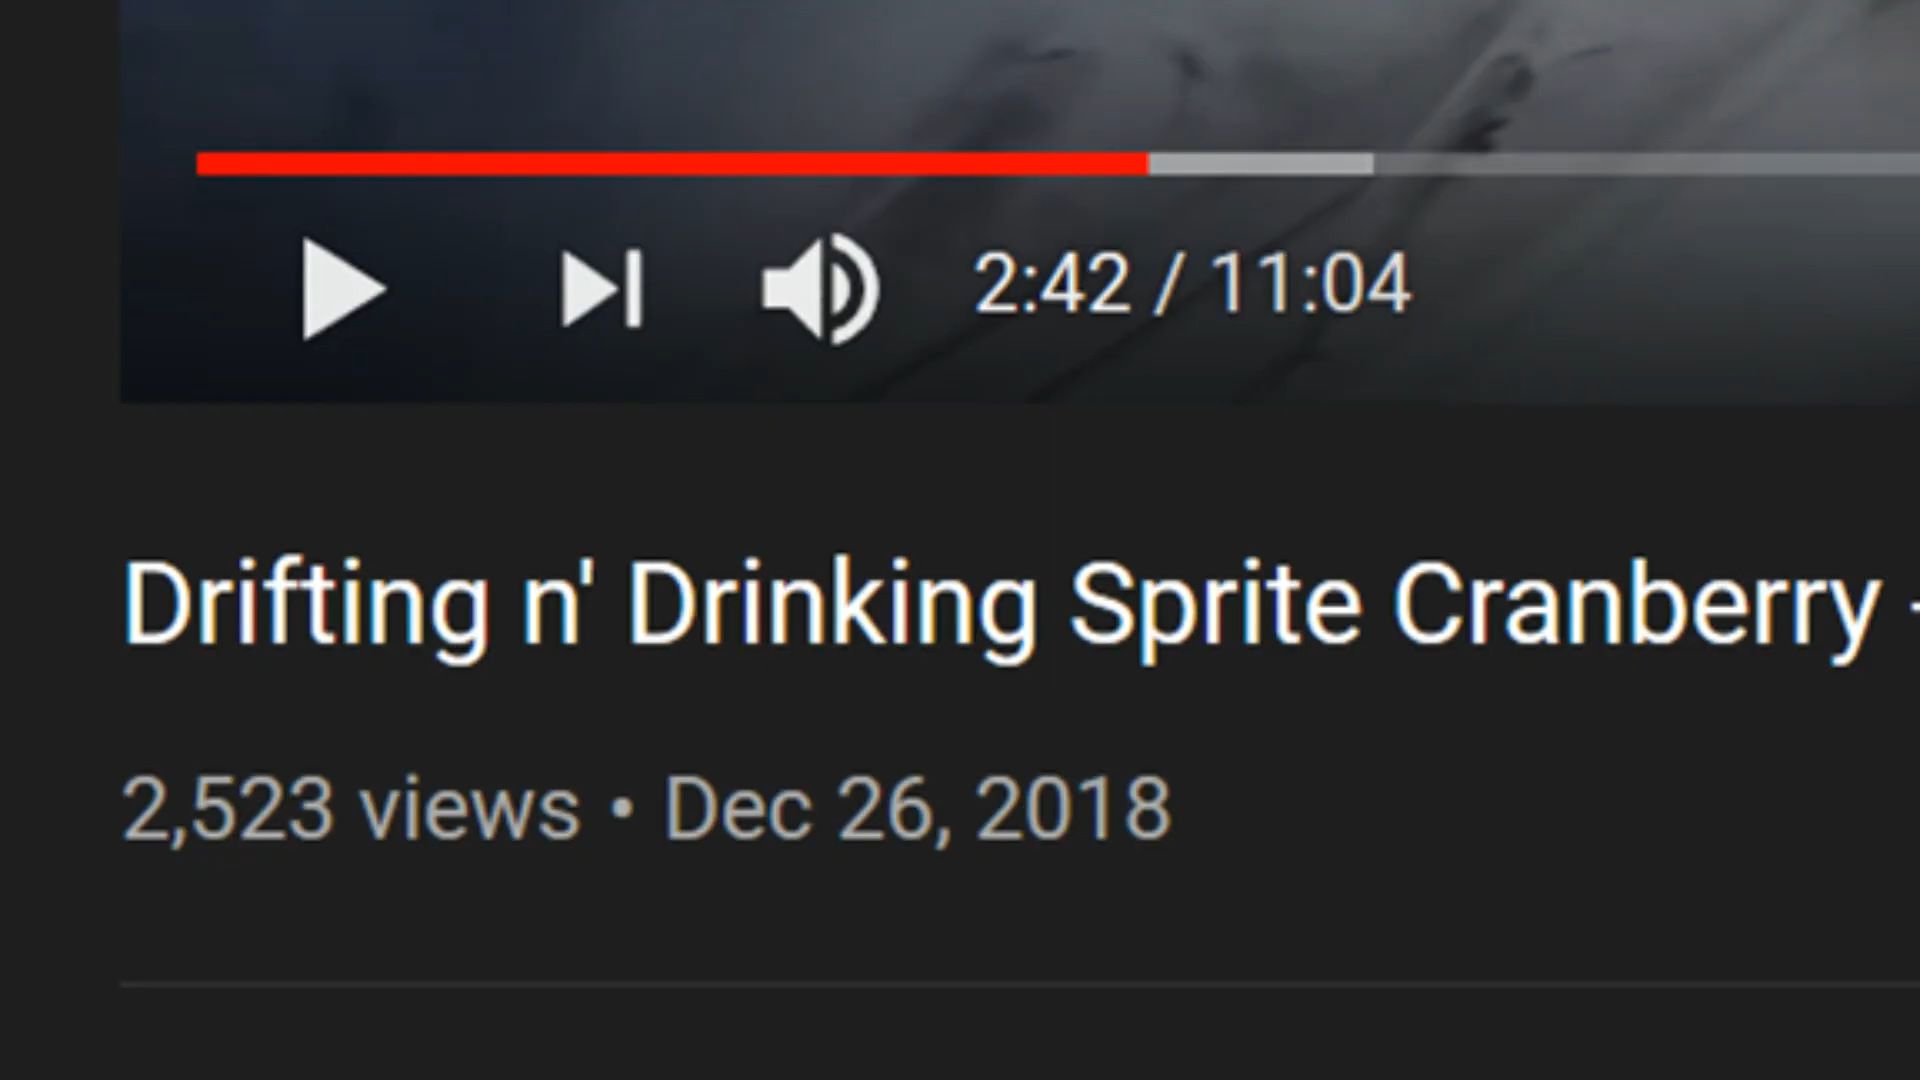 2:42 / 11:04
Drifting n' Drinking Sprite Cranberry -
2,523 views • Dec 26, 2018